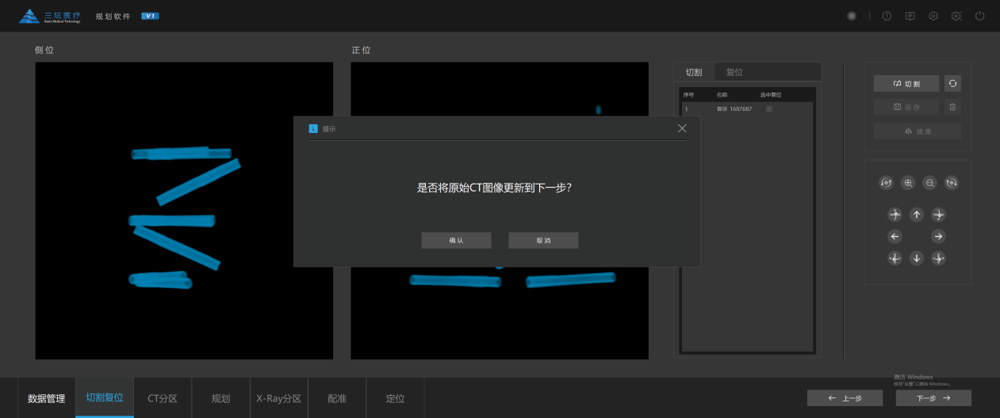 三坛医疗
Santa Medical Technology
规划软件
V1
侧位
正位
切割
复位
序号 名称 选中复位
1 骨块 1687687
切割
保存
镜像
提示
是否将原始CT图像更新到下一步?
确认
取消
激活 Windows
转到"设置"以激活 Windows。
数据管理
切割复位
CT分区
规划
X-Ray分区
配准
定位
上一步
下一步